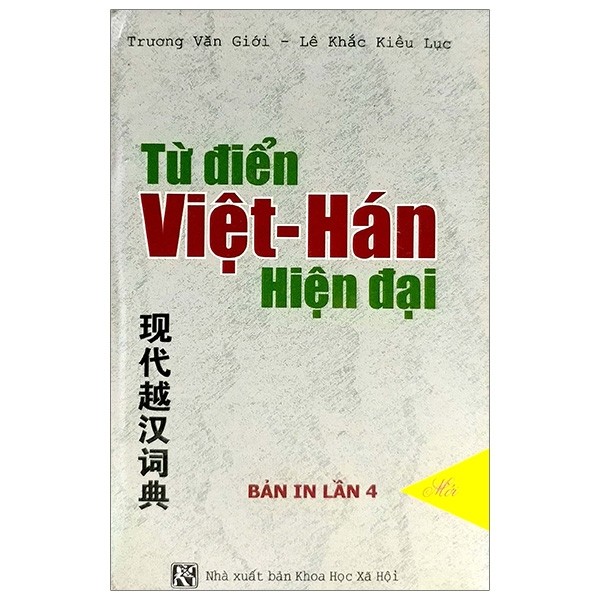 Trương Văn Giới - Lê Khắc Kiều Lục
Từ điển
Việt-Hán
Hiện đại
现代越汉词典
BẢN IN LẦN 4
Mới
Nhà xuất bản Khoa Học Xã Hội